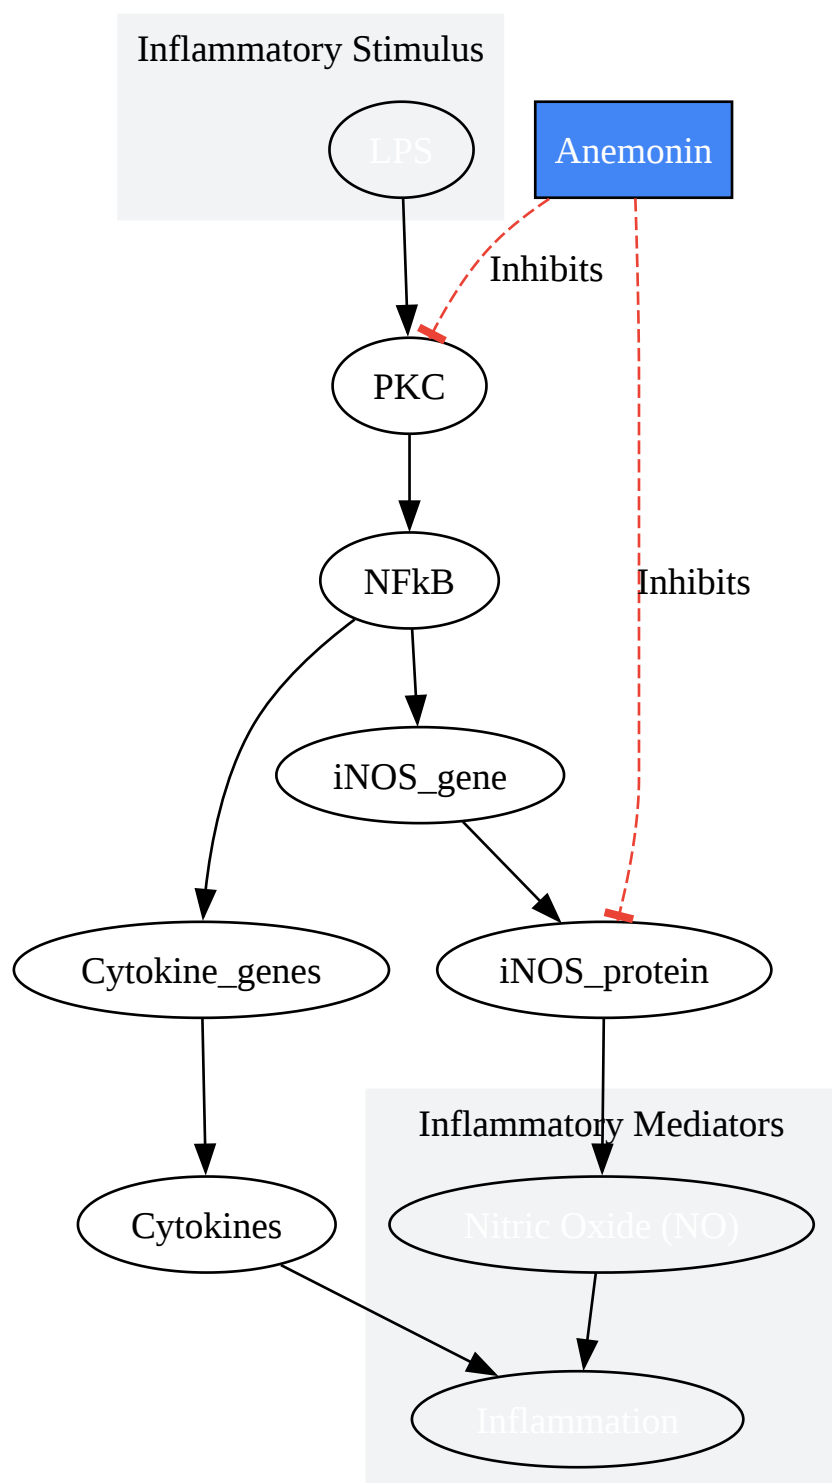 Inflammatory Stimulus
LPS
Anemonin
Inhibits
PKC
NFkB
Inhibits
iNOS_gene
Cytokine_genes
iNOS_protein
Inflammatory Mediators
Cytokines
Nitric Oxide (NO)
Inflammation